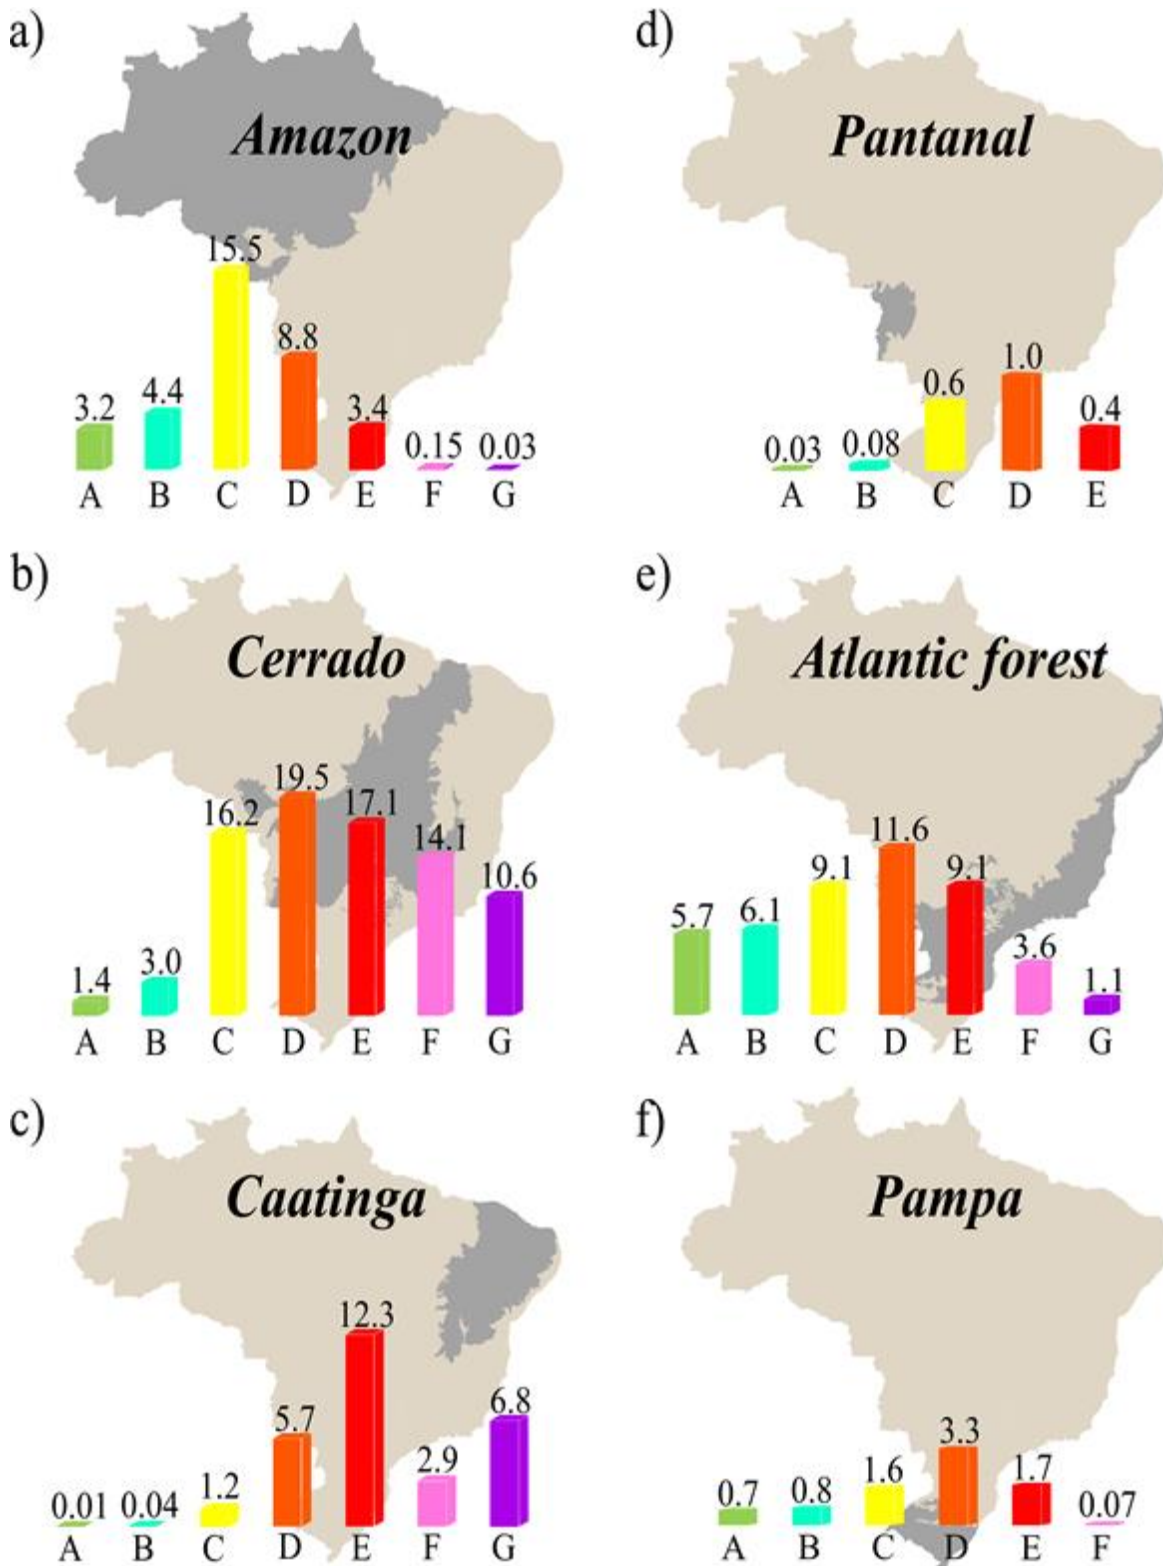 a)
Amazon
15.5
8.8
4.4
3.2
3.4
0.15
0.03
A B C D E F G
d)
Pantanal
1.0
0.6
0.4
0.08
0.03
A B C D E
b)
Cerrado
19.5
17.1
16.2
14.1
10.6
3.0
1.4
A B C D E F G
e)
Atlantic forest
11.6
9.1
9.1
5.7
6.1
3.6
1.1
A B C D E F G
c)
Caatinga
12.3
6.8
5.7
2.9
1.2
0.01
0.04
A B C D E F G
f)
Pampa
3.3
1.6
1.7
0.7
0.8
0.07
A B C D E F